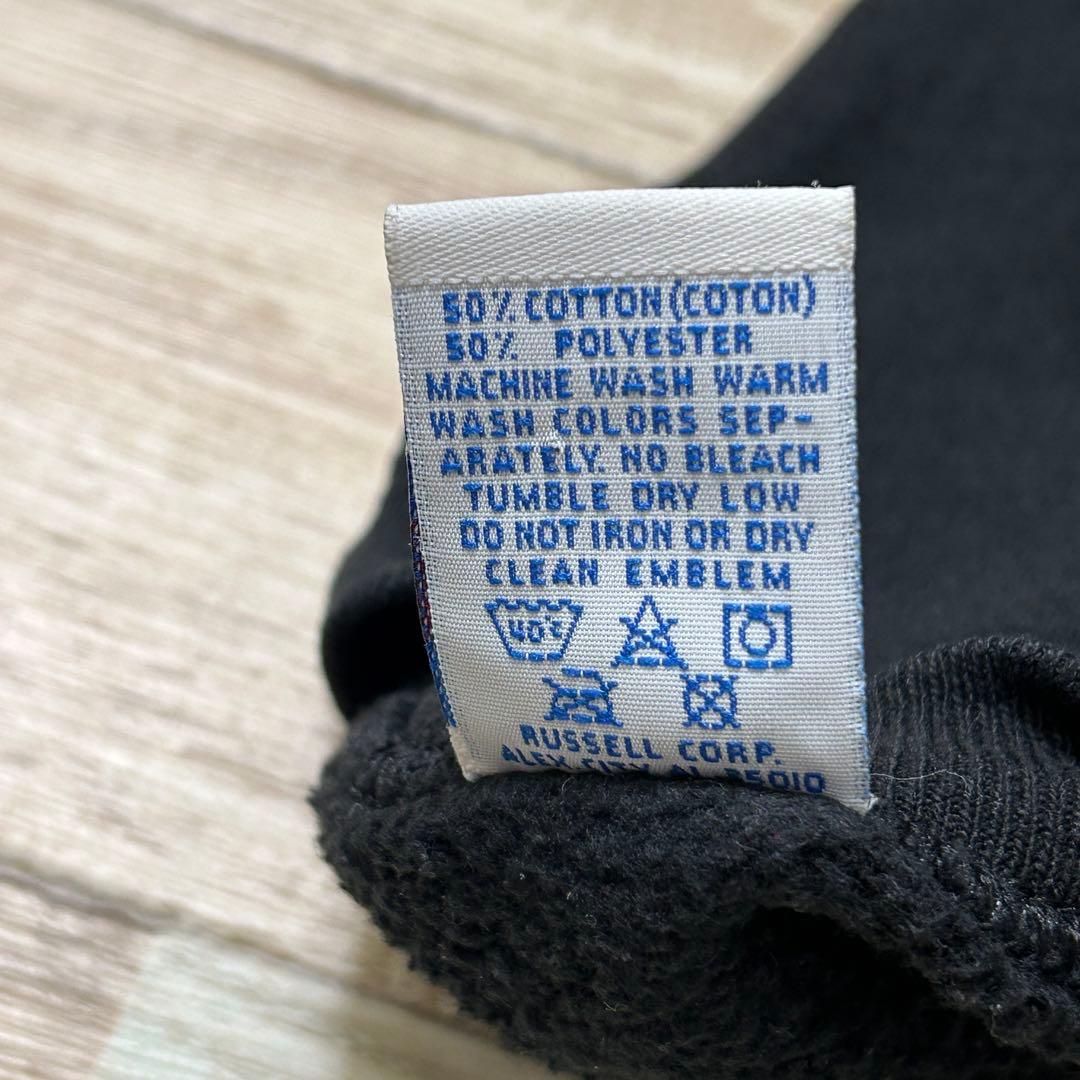 50% COTTON (COTON)
50% POLYESTER
MACHINE WASH WARM
WASH COLORS SEP-
ARATELY. NO BLEACH
TUMBLE DRY LOW
DO NOT IRON OR DRY
CLEAN EMBLEM
40°C
RUSSELL CORP.
ALEX CITY AL 35010